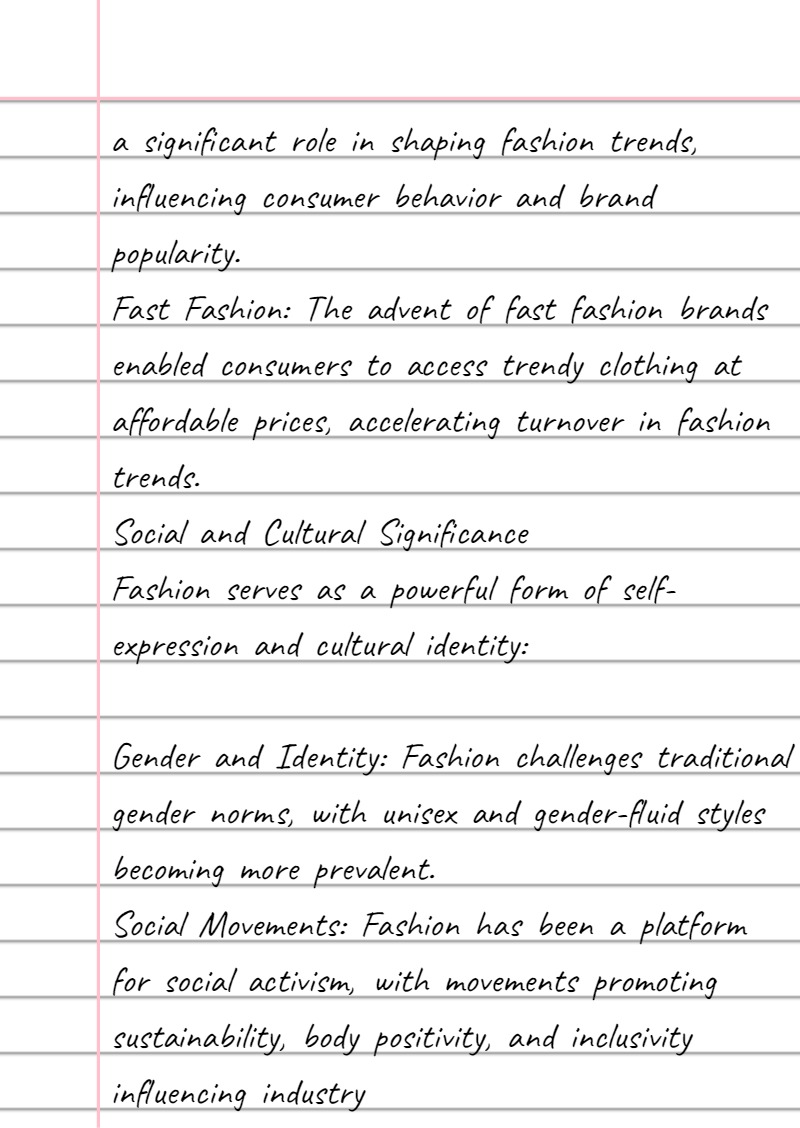 a significant role in shaping fashion trends,
influencing consumer behavior and brand
popularity.
Fast Fashion: The advent of fast fashion brands
enabled consumers to access trendy clothing at
affordable prices, accelerating turnover in fashion
trends.
Social and Cultural Significance
Fashion serves as a powerful form of self-
expression and cultural identity:
Gender and Identity: Fashion challenges traditional
gender norms, with unisex and gender-fluid styles
becoming more prevalent.
Social Movements: Fashion has been a platform
for social activism, with movements promoting
sustainability, body positivity, and inclusivity
influencing industry